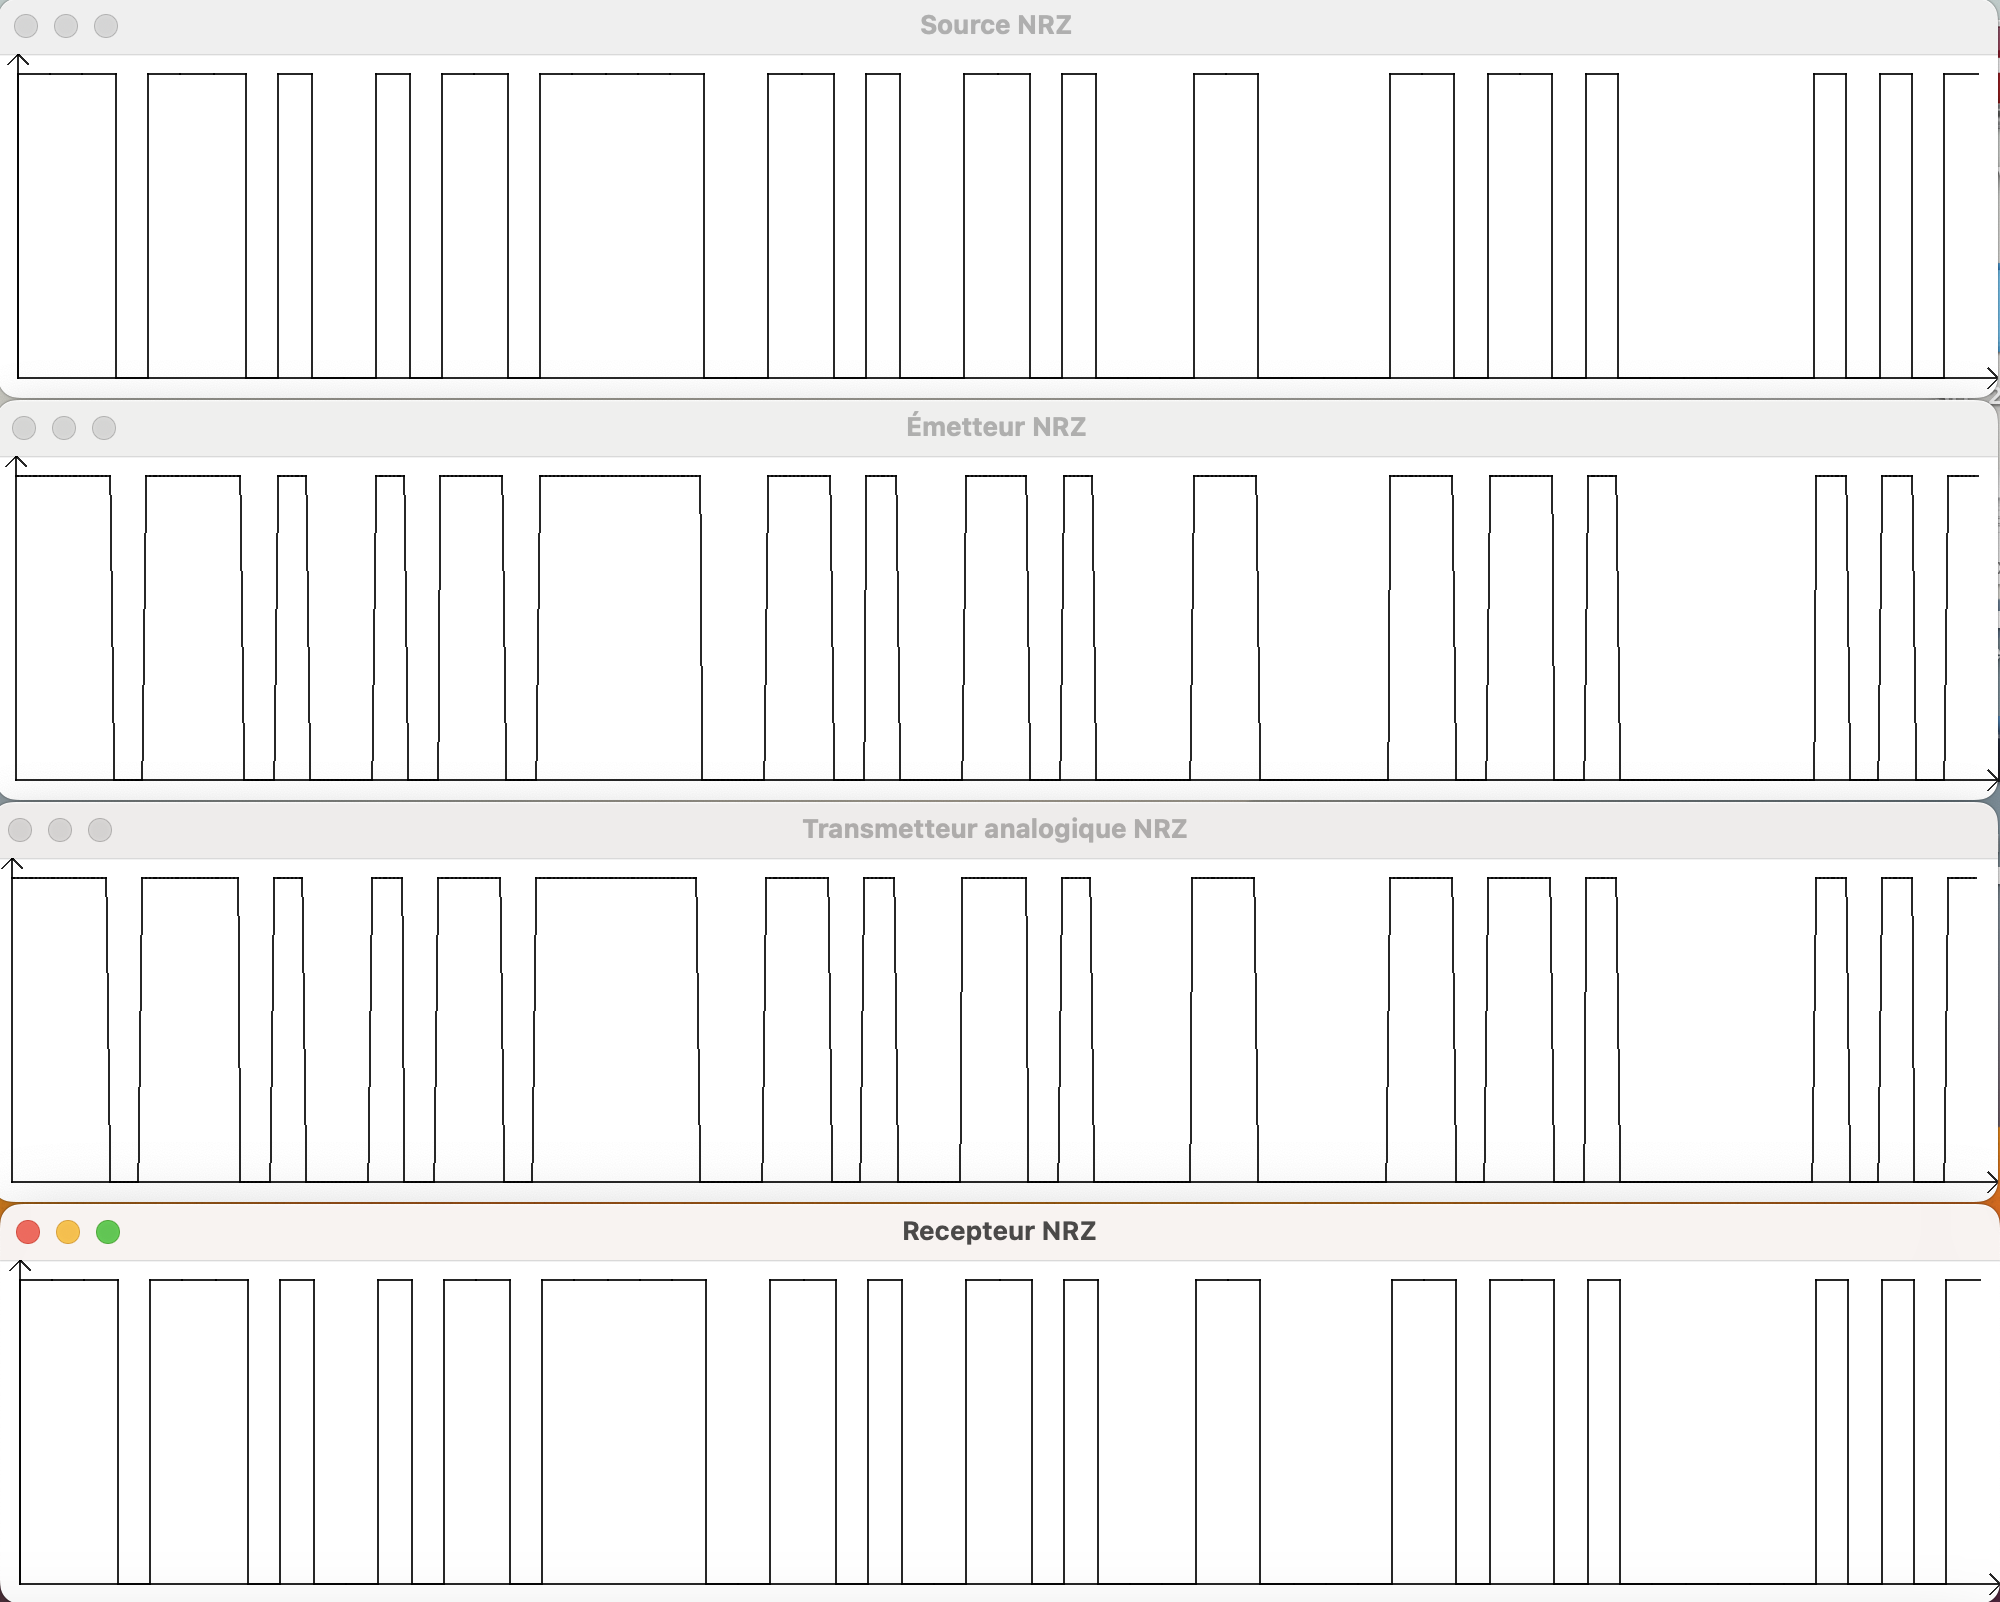 Source NRZ
Émetteur NRZ
Transmetteur analogique NRZ
Recepteur NRZ